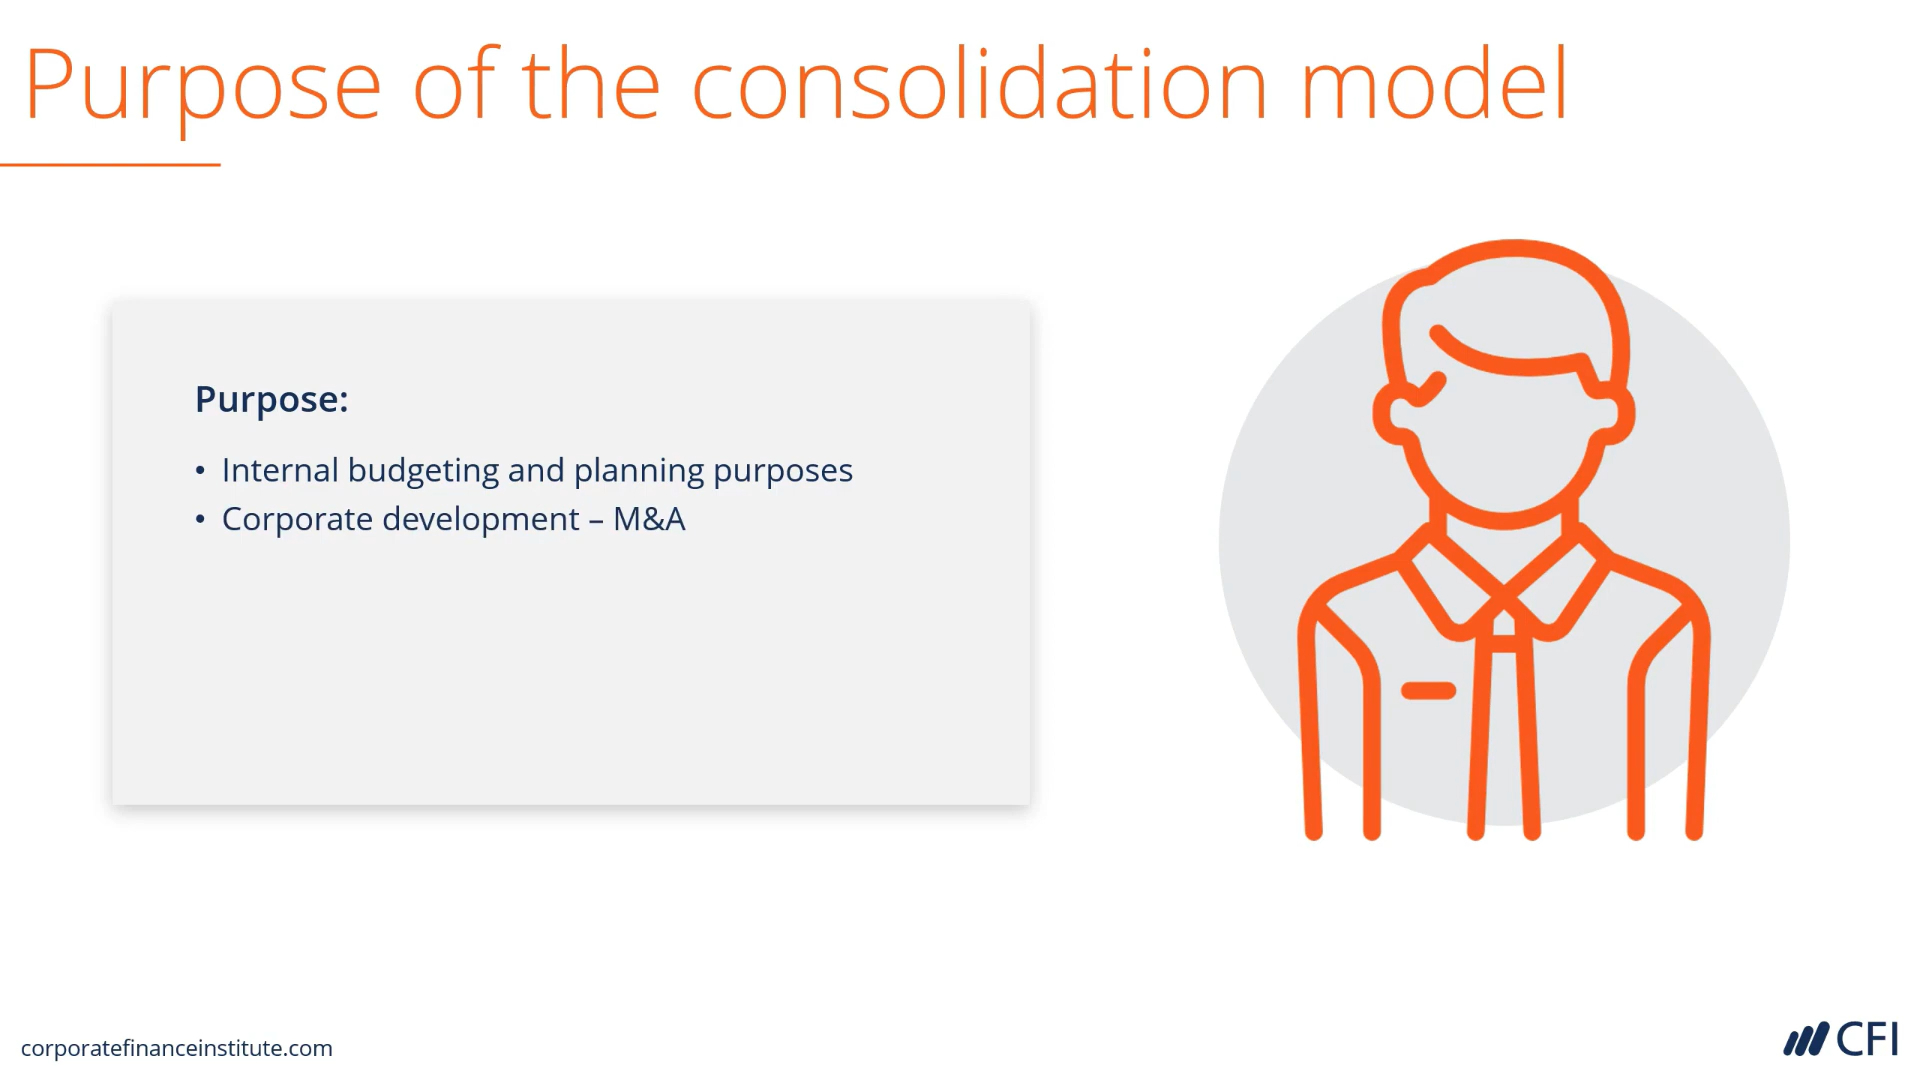 Purpose of the consolidation model
Purpose:
• Internal budgeting and planning purposes
• Corporate development – M&A
corporatefinanceinstitute.com
CFI